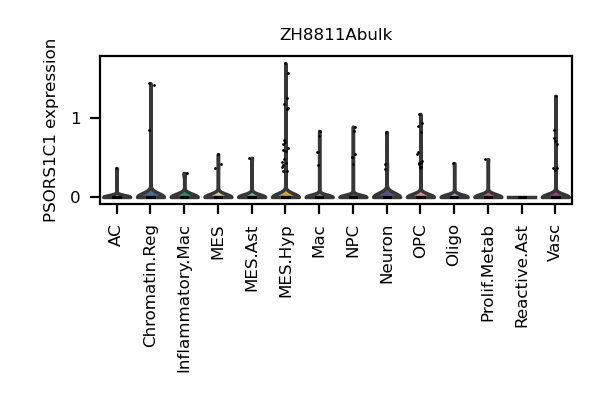 ZH8811Abulk
PSORS1C1 expression
1
0
AC
Chromatin.Reg
Inflammatory.Mac
MES
MES.Ast
MES.Hyp
Mac
NPC
Neuron
OPC
Oligo
Prolif.Metab
Reactive.Ast
Vasc